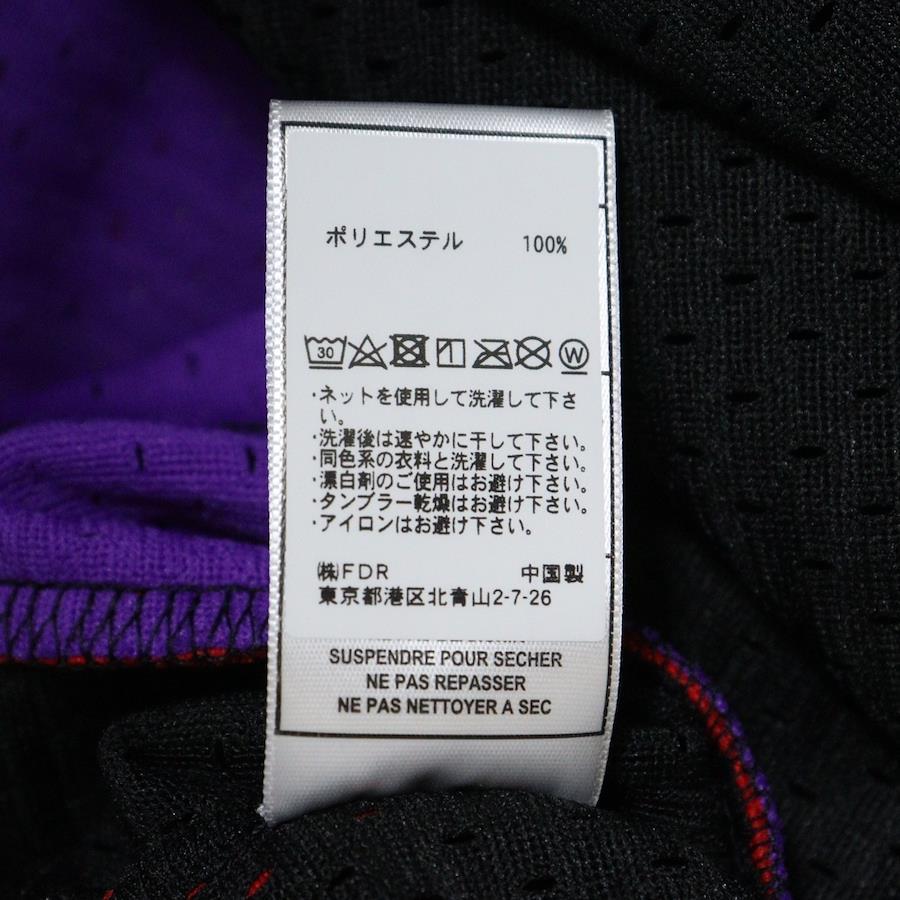 ポリエステル 100%
30 W
・ネットを使用して洗濯して下さ
い。
・洗濯後は速やかに干して下さい。
・同色系の衣料と洗濯して下さい。
・漂白剤のご使用はお避け下さい。
・タンブラー乾燥はお避け下さい。
・アイロンはお避け下さい。
㈱FDR 中国製
東京都港区北青山2-7-26
SUSPENDRE POUR SECHER
NE PAS REPASSER
NE PAS NETTOYER A SEC